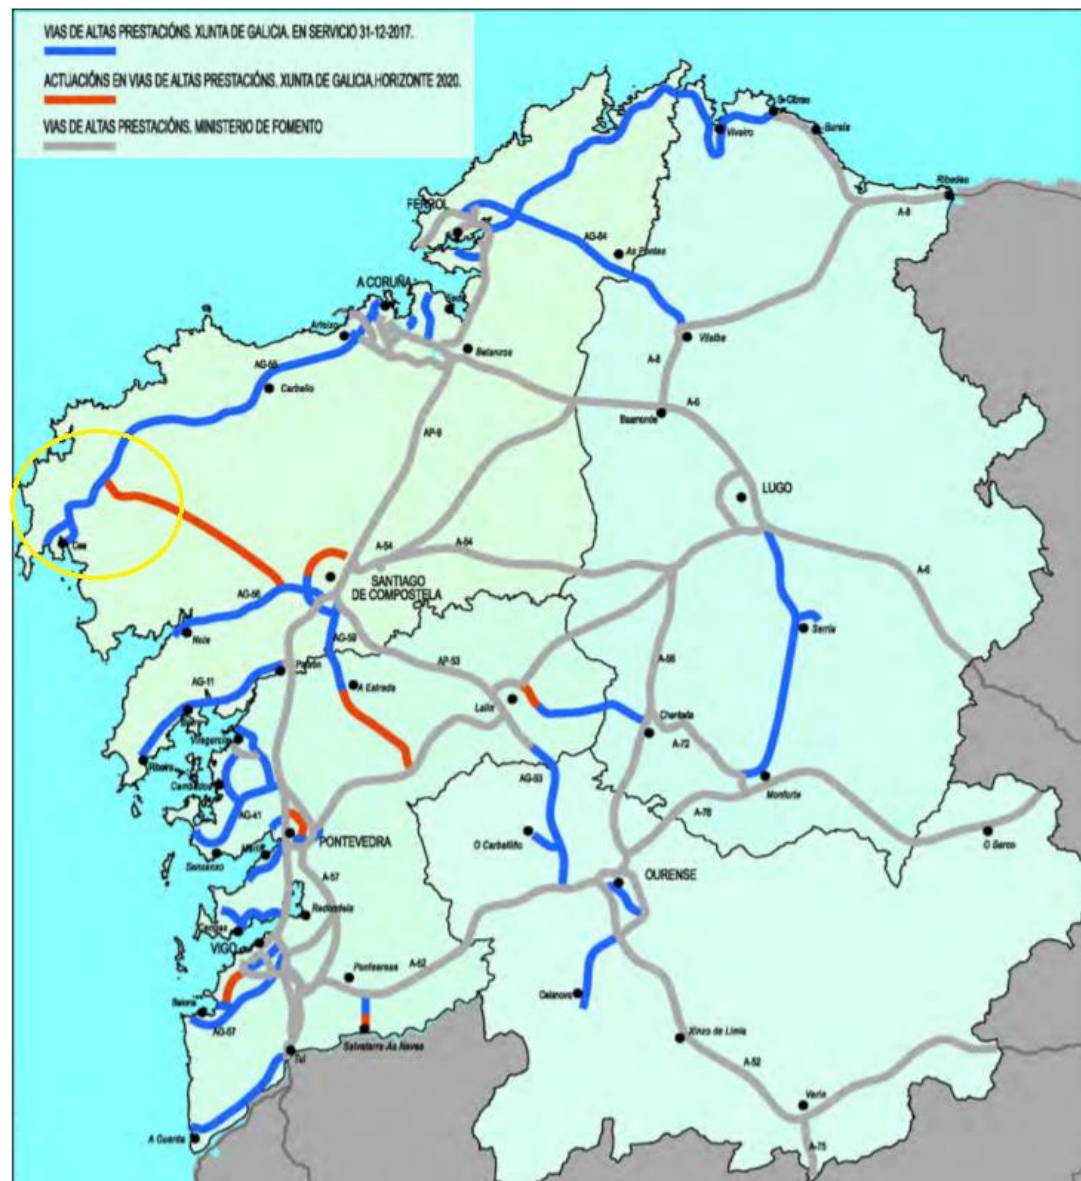 VIAS DE ALTAS PRESTACIÓNS. XUNTA DE GALICIA. EN SERVICIO 31-12-2017.
ACTUACIÓNS EN VIAS DE ALTAS PRESTACIÓNS. XUNTA DE GALICIA.HORIZONTE 2020.
VIAS DE ALTAS PRESTACIÓNS. MINISTERIO DE FOMENTO
S. Cibrao
Viveiro
Burela
Ribadeo
A-8
FERROL
AG-64
As Pontes
A CORUÑA
Arteixo
Vilalba
Betanzos
A-8
AG-55
Carballo
A-6
Baamonde
AP-9
LUGO
Cee
A-54
A-54
A-6
SANTIAGO
DE COMPOSTELA
AG-56
Noia
AG-59
Sarria
AP-53
A-56
Padrón
AG-11
A Estrada
Lalín
Chantada
A-72
Vilagarcía
Ribeira
AG-53
Cambados
Monforte
AG-41
A-76
PONTEVEDRA
O Carballiño
O Barco
Sanxenxo
Marín
A-57
OURENSE
Redondela
Cangas
VIGO
A-52
Ponteareas
Celanova
Baiona
AG-57
Salvaterra-As Neves
Xinzo de Limia
Tui
A-52
Verín
A Guarda
A-75